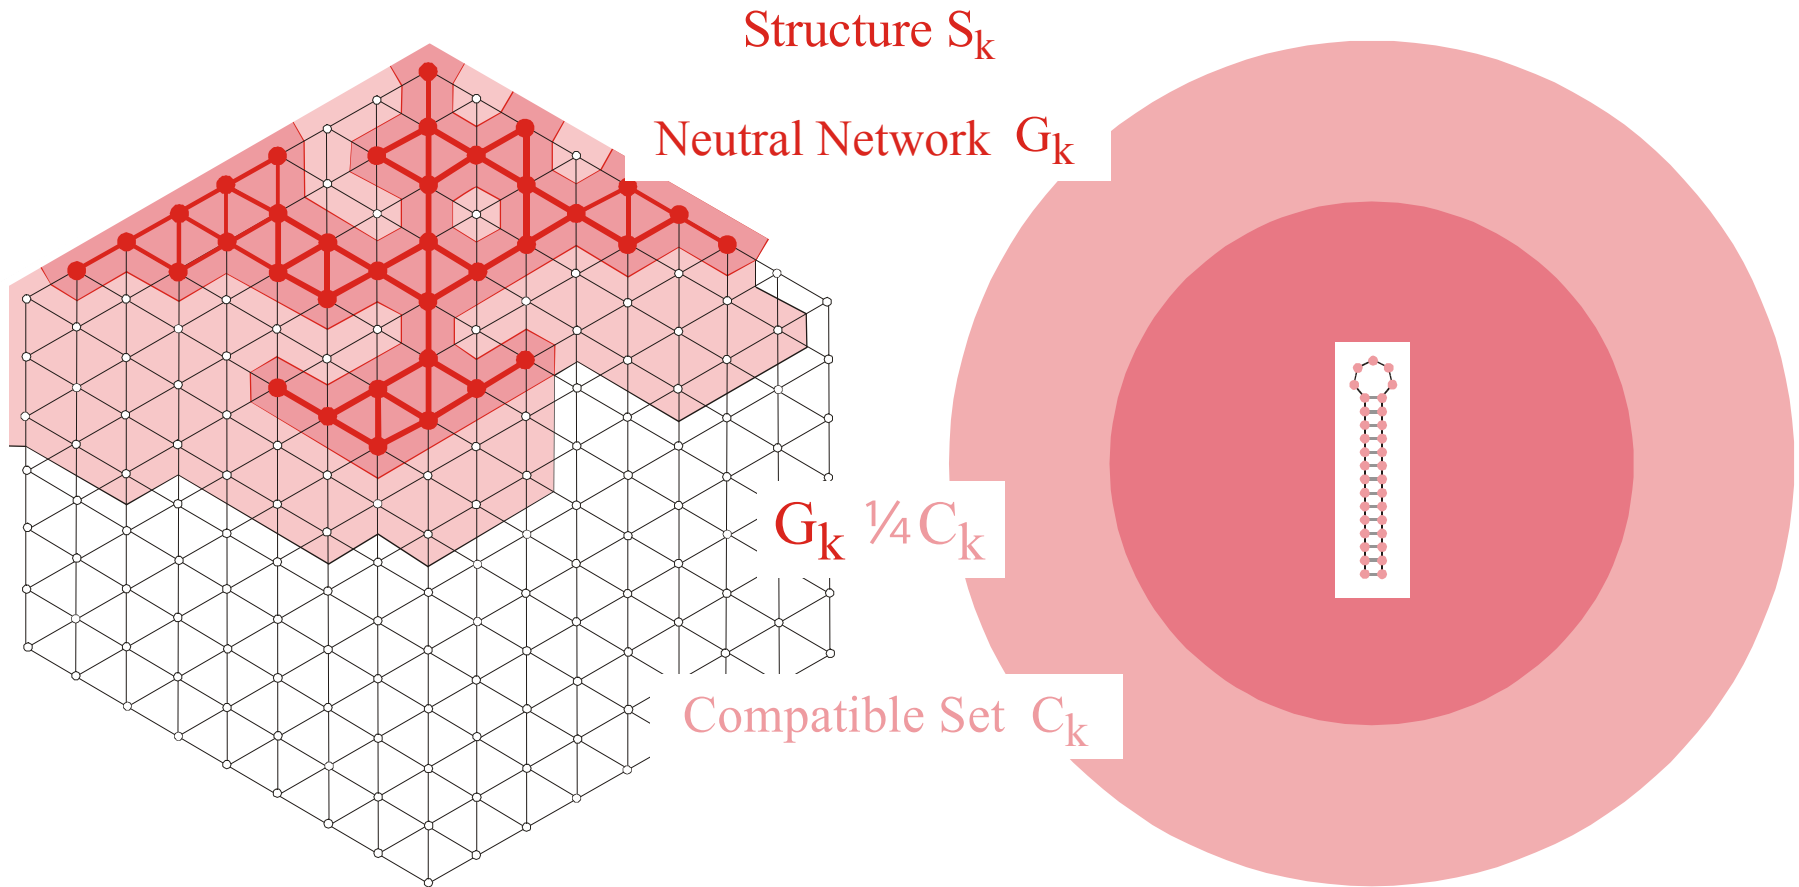 Structure Sk
Neutral Network Gk
Gk ¼ Ck
Compatible Set Ck